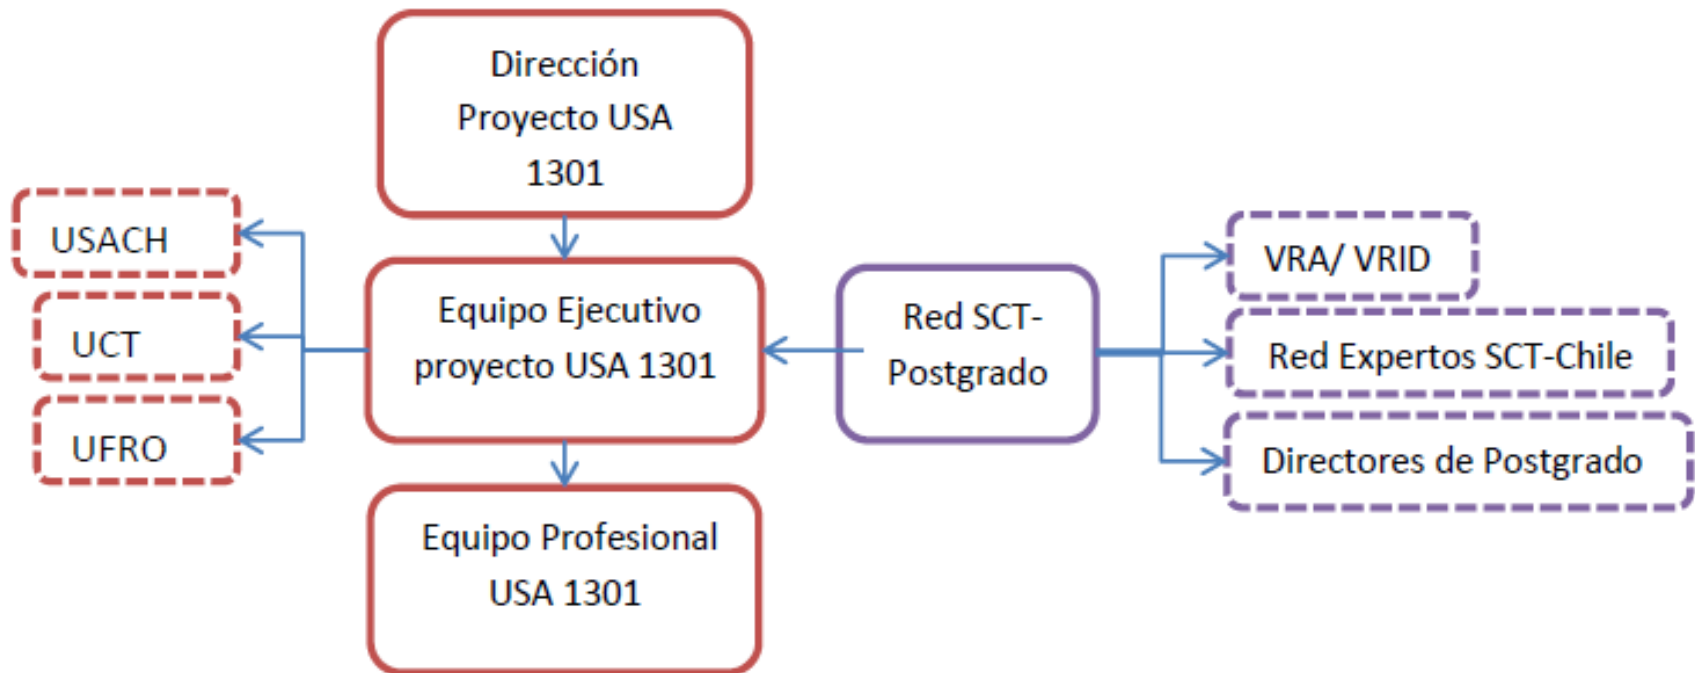 Dirección
Proyecto USA
1301
USACH
UCT
UFRO
Equipo Ejecutivo
proyecto USA 1301
Red SCT-
Postgrado
VRA/ VRID
Red Expertos SCT-Chile
Directores de Postgrado
Equipo Profesional
USA 1301